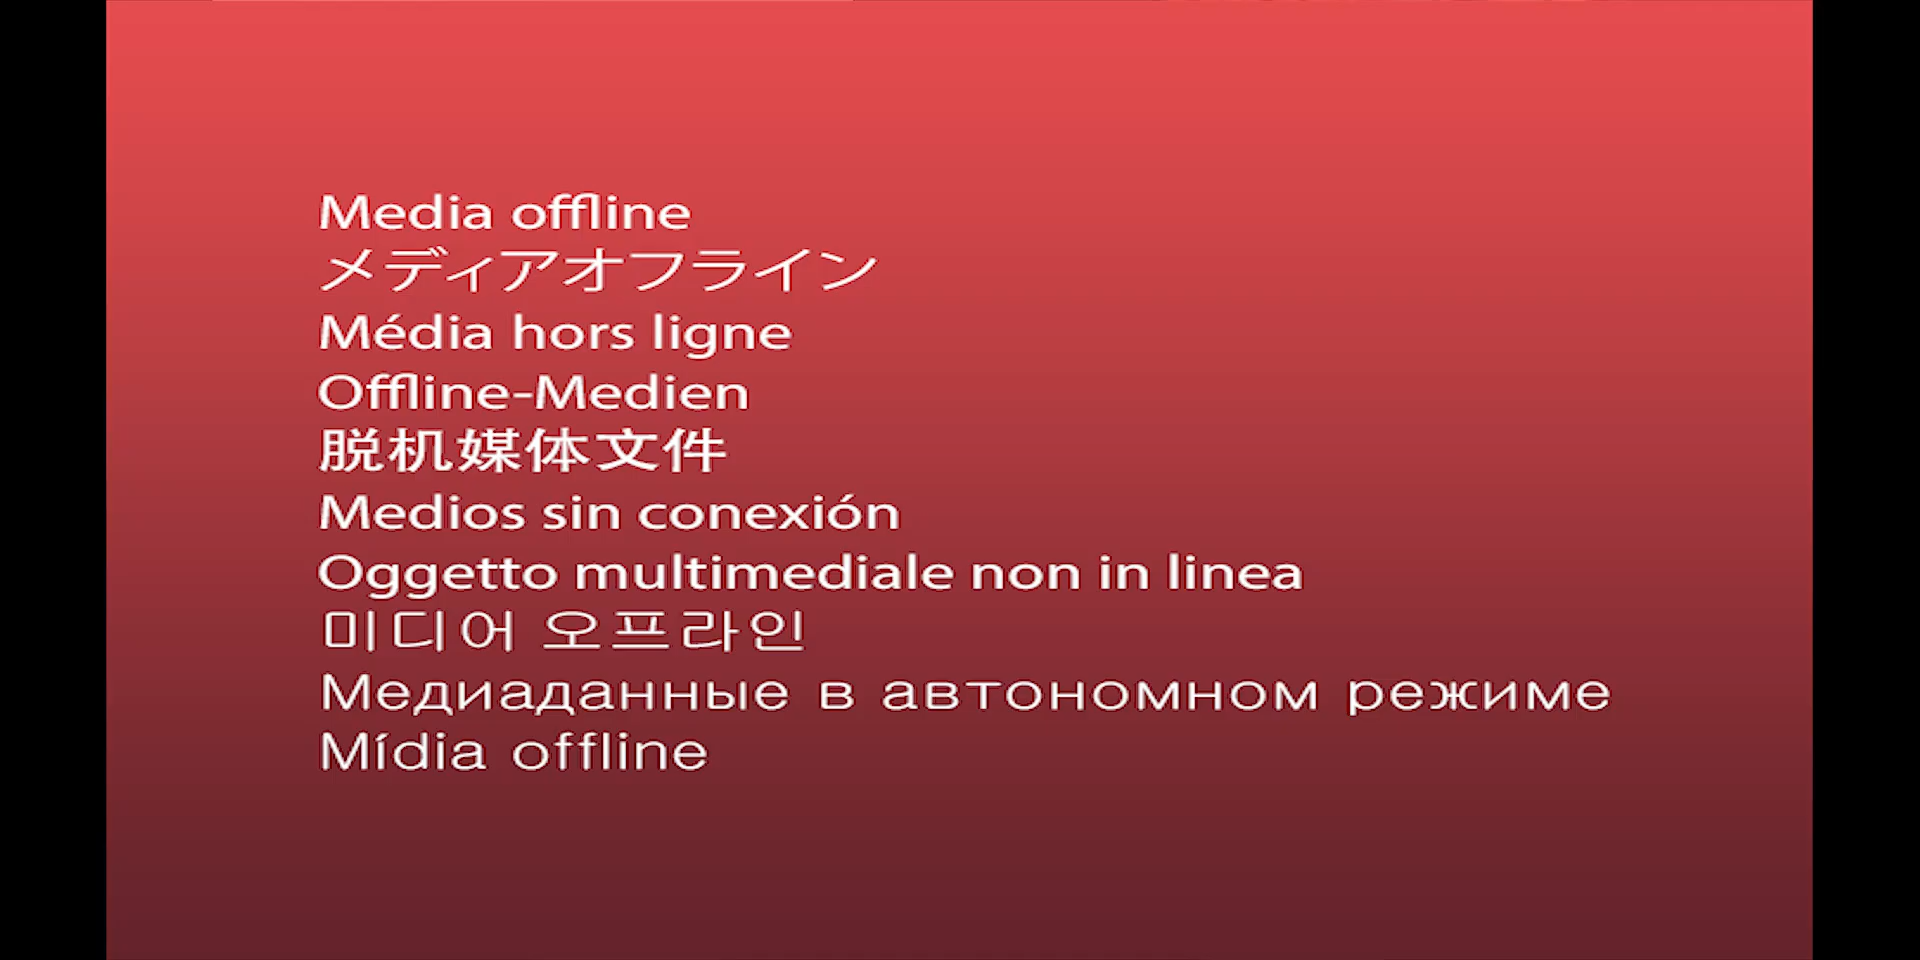 Media offline
メディアオフライン
Média hors ligne
Offline-Medien
脱机媒体文件
Medios sin conexión
Oggetto multimediale non in linea
미디어 오프라인
Медиаданные в автономном режиме
Mídia offline